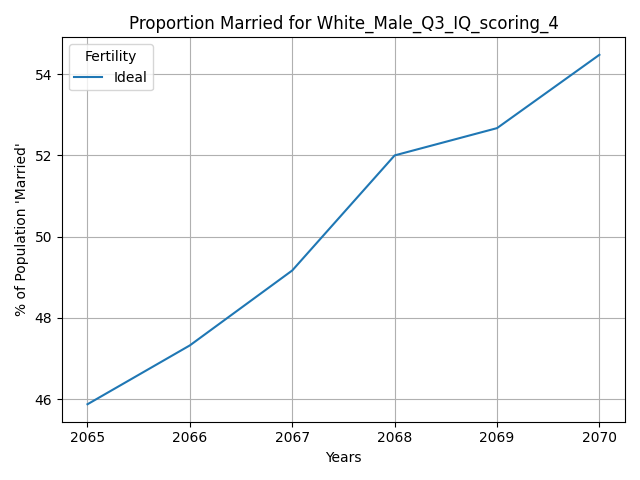 Proportion Married for White_Male_Q3_IQ_scoring_4
Fertility
Ideal
% of Population 'Married'
54
52
50
48
46
2065 2066 2067 2068 2069 2070
Years